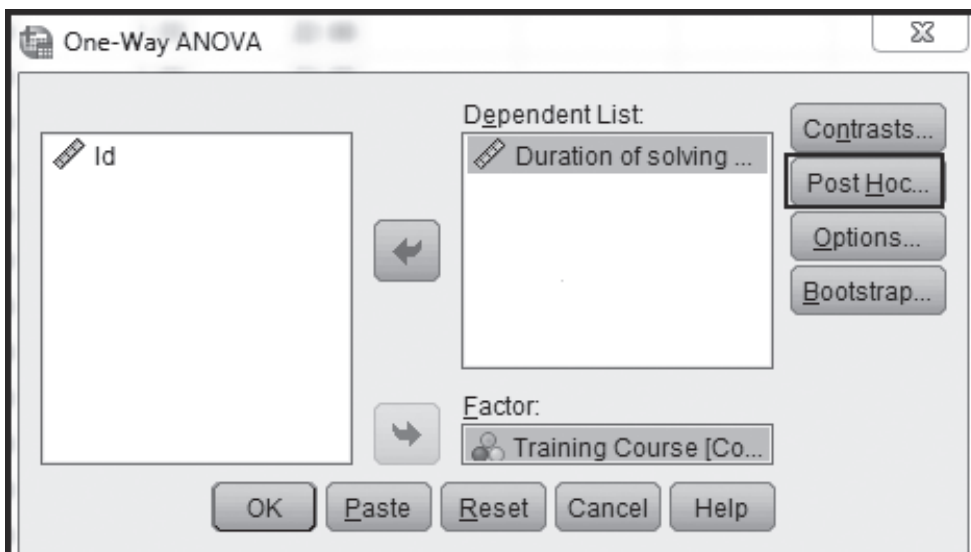 One-Way ANOVA
Id
Dependent List:
Duration of solving ...
Contrasts...
Post Hoc...
Options...
Bootstrap...
Factor:
Training Course [Co...
OK Paste Reset Cancel Help